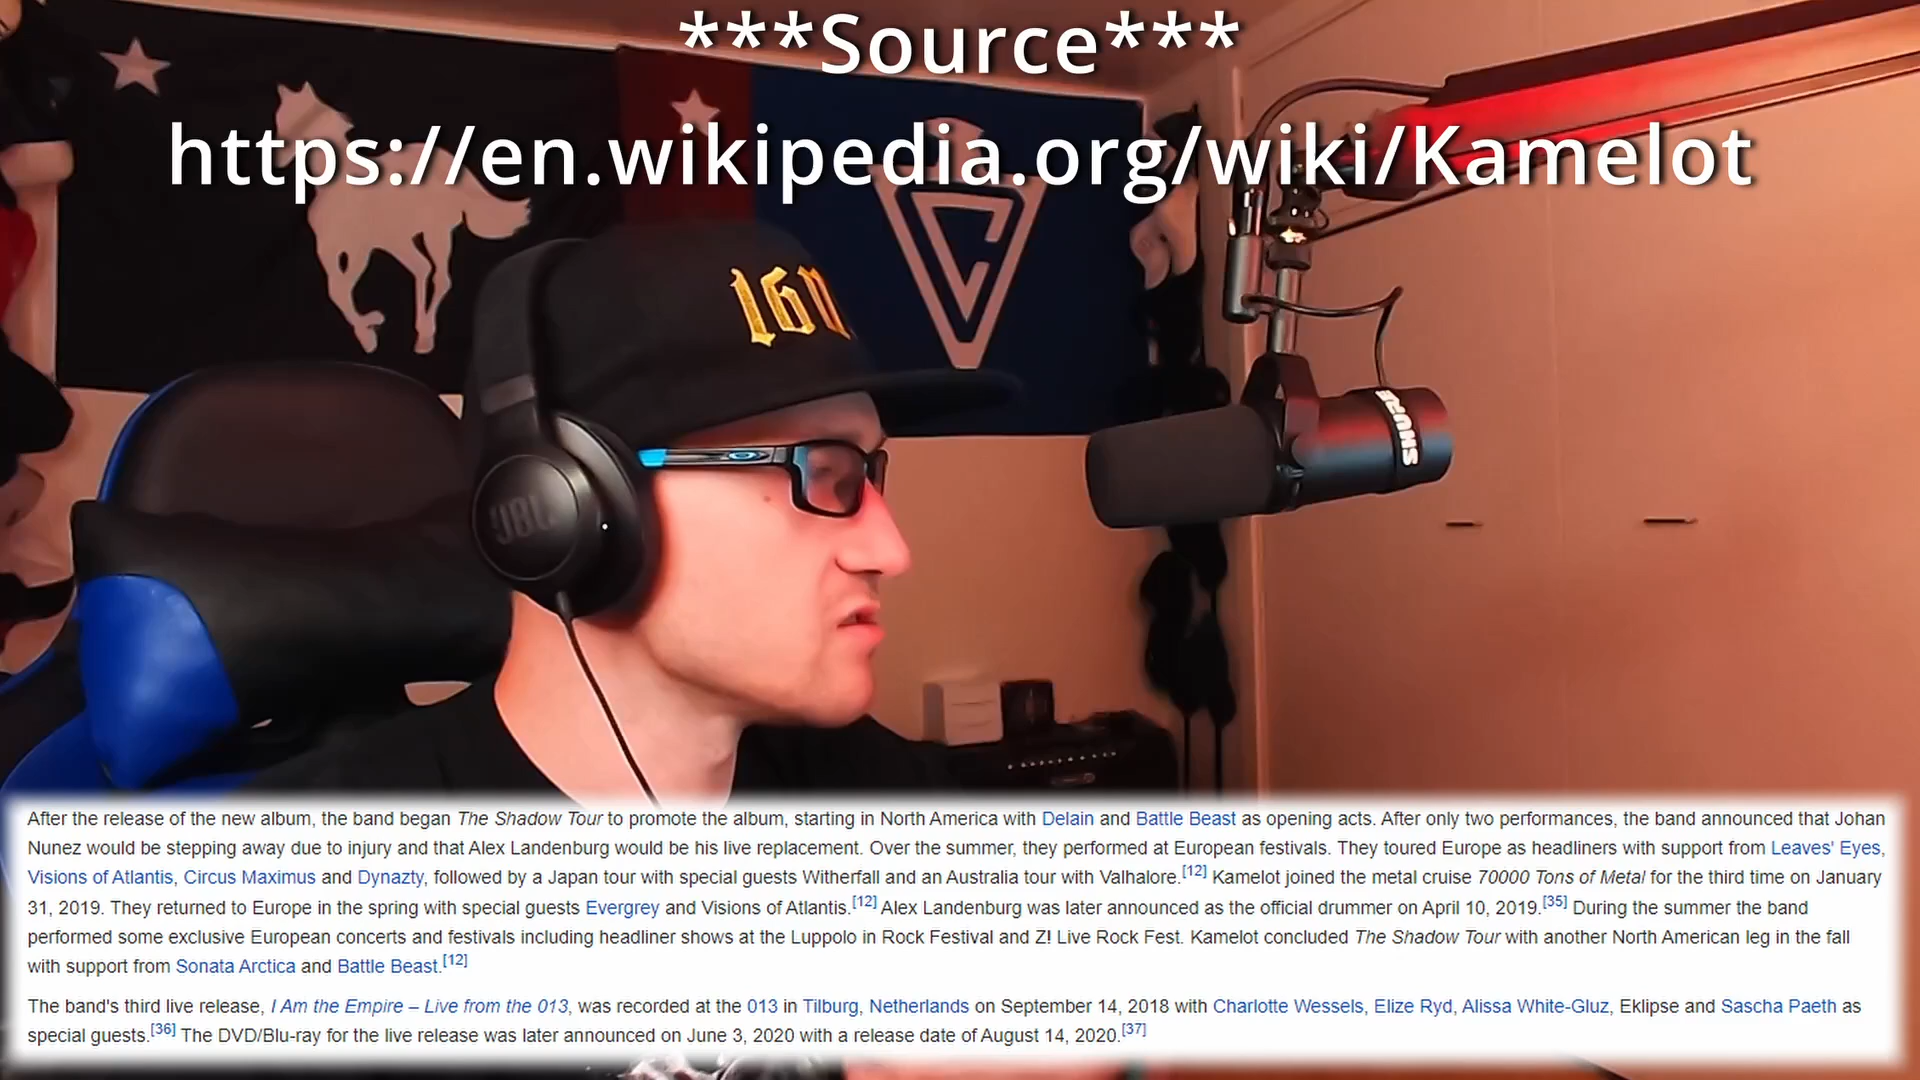 ***Source***
https://en.wikipedia.org/wiki/Kamelot
JBL
SHURE
After the release of the new album, the band began The Shadow Tour to promote the album, starting in North America with Delain and Battle Beast as opening acts. After only two performances, the band announced that Johan
Nunez would be stepping away due to injury and that Alex Landenburg would be his live replacement. Over the summer, they performed at European festivals. They toured Europe as headliners with support from Leaves' Eyes,
Visions of Atlantis, Circus Maximus and Dynazty, followed by a Japan tour with special guests Witherfall and an Australia tour with Valhalore.[12] Kamelot joined the metal cruise 70000 Tons of Metal for the third time on January
31, 2019. They returned to Europe in the spring with special guests Evergrey and Visions of Atlantis.[12] Alex Landenburg was later announced as the official drummer on April 10, 2019.[35] During the summer the band
performed some exclusive European concerts and festivals including headliner shows at the Luppolo in Rock Festival and Z! Live Rock Fest. Kamelot concluded The Shadow Tour with another North American leg in the fall
with support from Sonata Arctica and Battle Beast.[12]
The band's third live release, I Am the Empire – Live from the 013, was recorded at the 013 in Tilburg, Netherlands on September 14, 2018 with Charlotte Wessels, Elize Ryd, Alissa White-Gluz, Eklipse and Sascha Paeth as
special guests.[36] The DVD/Blu-ray for the live release was later announced on June 3, 2020 with a release date of August 14, 2020.[37]